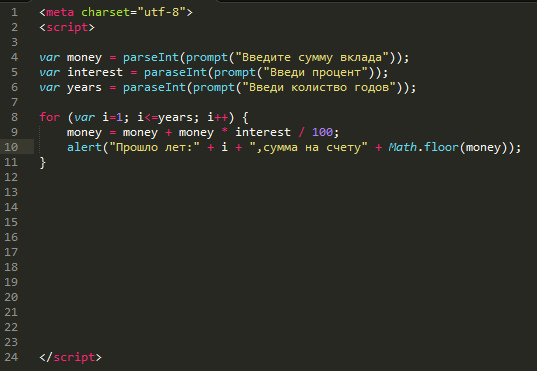 1 <meta charset="utf-8">
2 <script>
3
4 var money = parseInt(prompt("Введите сумму вклада"));
5 var interest = paraseInt(prompt("Введи процент"));
6 var years = paraseInt(prompt("Введи колиство годов"));
7
8 for (var i=1; i<=years; i++) {
9 money = money + money * interest / 100;
10 alert("Прошло лет:" + i + ",сумма на счету" + Math.floor(money));
11 }
12
13
14
15
16
17
18
19
20
21
22
23
24 </script>